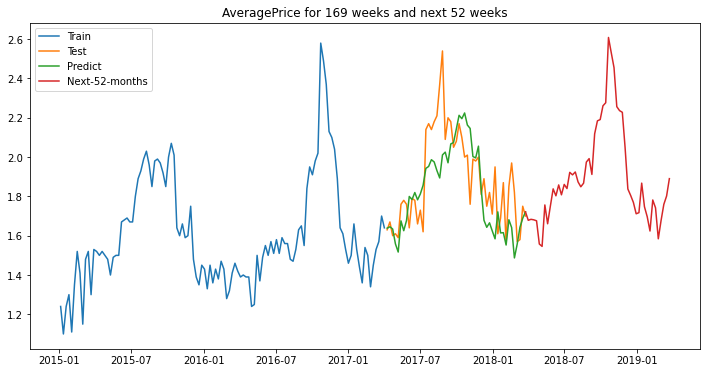 AveragePrice for 169 weeks and next 52 weeks
Train
Test
Predict
Next-52-months
2.6
2.4
2.2
2.0
1.8
1.6
1.4
1.2
2015-01 2015-07 2016-01 2016-07 2017-01 2017-07 2018-01 2018-07 2019-01